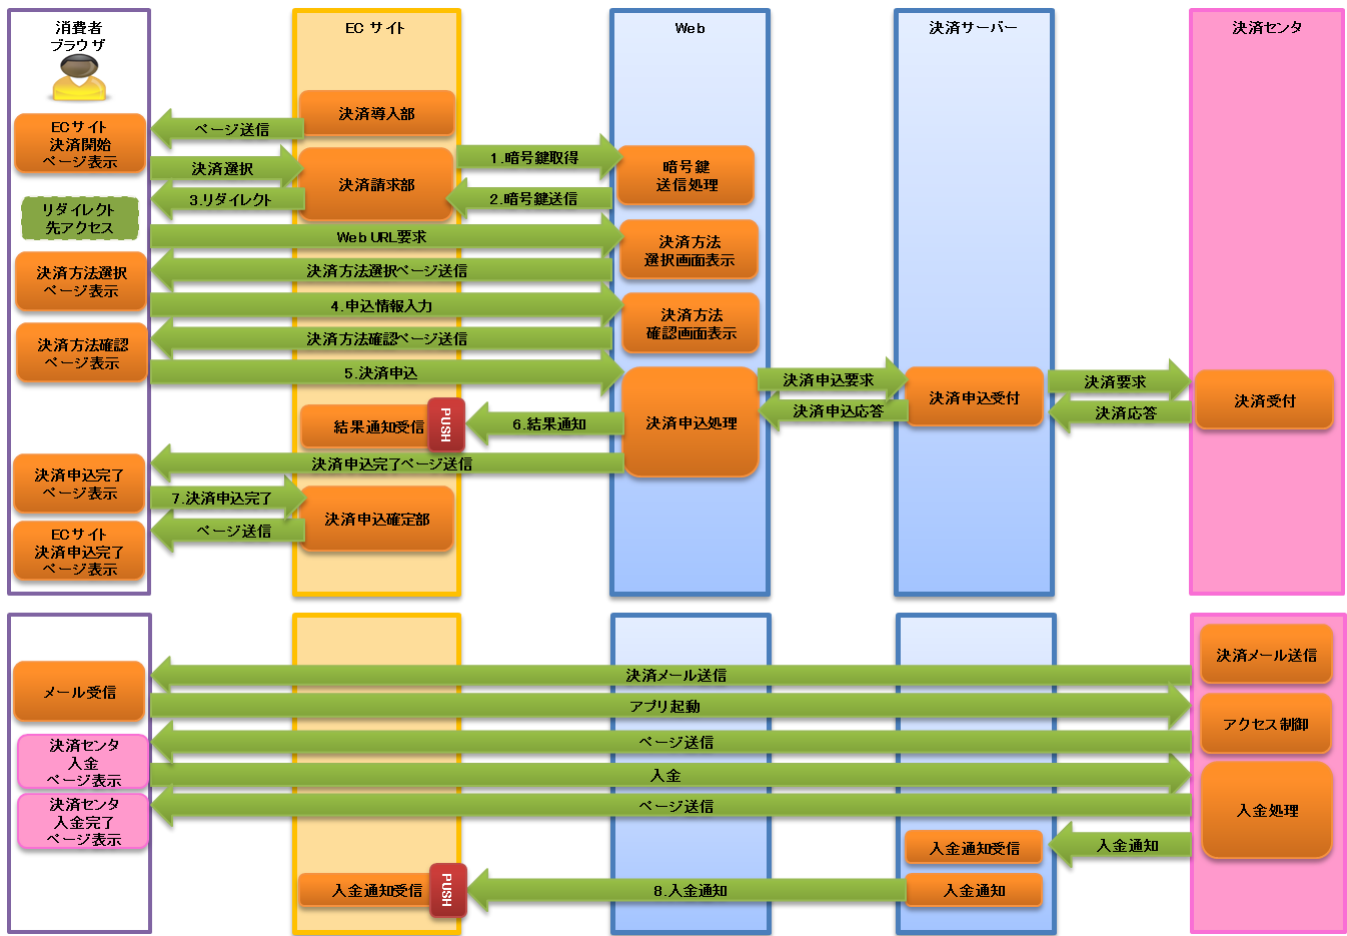 消費者
ブラウザ
ECサイト
Web
決済サーバー
決済センタ
決済導入部
ページ送信
ECサイト
決済開始
ページ表示
決済選択
決済請求部
1.暗号鍵取得
暗号鍵
送信処理
3.リダイレクト
2.暗号鍵送信
リダイレクト
先アクセス
Web URL要求
決済方法
選択画面表示
決済方法選択
ページ表示
決済方法選択ページ送信
4.申込情報入力
決済方法
確認画面表示
決済方法確認
ページ表示
決済方法確認ページ送信
5.決済申込
決済申込処理
決済申込要求
決済申込受付
決済要求
決済受付
決済申込応答
決済応答
結果通知受信
PUSH
6.結果通知
決済申込完了ページ送信
決済申込完了
ページ表示
7.決済申込完了
決済申込確定部
ページ送信
ECサイト
決済申込完了
ページ表示
決済メール送信
決済メール送信
メール受信
アプリ起動
アクセス制御
ページ送信
決済センタ
入金
ページ表示
入金
入金処理
決済センタ
入金完了
ページ表示
ページ送信
入金通知受信
入金通知
入金通知受信
PUSH
8.入金通知
入金通知